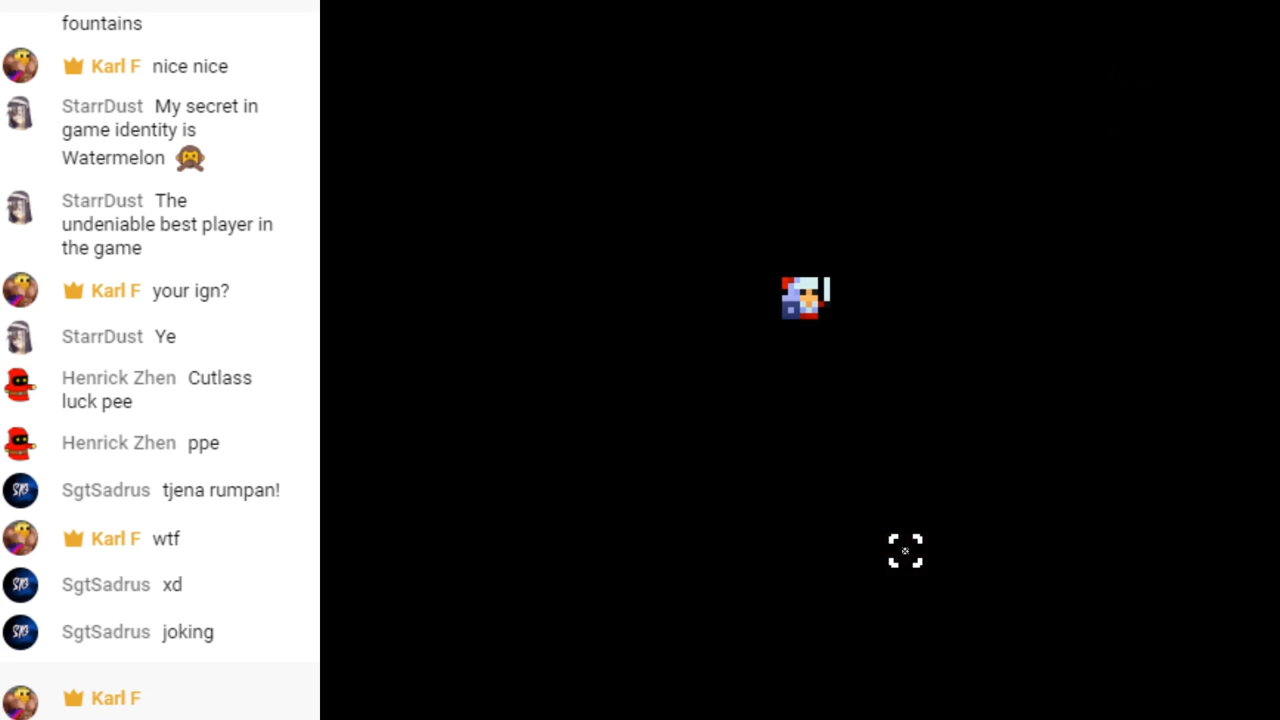 fountains
Karl F nice nice
StarrDust My secret in
game identity is
Watermelon
StarrDust The
undeniable best player in
the game
Karl F your ign?
StarrDust Ye
Henrick Zhen Cutlass
luck pee
Henrick Zhen ppe
SgtSadrus tjena rumpan!
Karl F wtf
SgtSadrus xd
SgtSadrus joking
Karl F